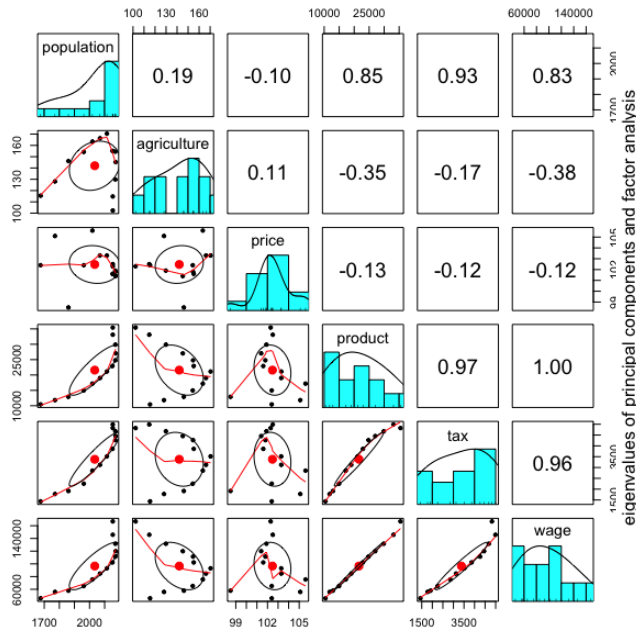 100 130 160
10000 25000
60000 140000
population
0.19
-0.10
0.85
0.93
0.83
1700 2000
100 130 160
agriculture
0.11
-0.35
-0.17
-0.38
price
-0.13
-0.12
-0.12
99 102 105
10000 25000
product
0.97
1.00
tax
0.96
1500 3500
60000 140000
wage
1700 2000
99 102 105
1500 3500
eigenvalues of principal components and factor analysis